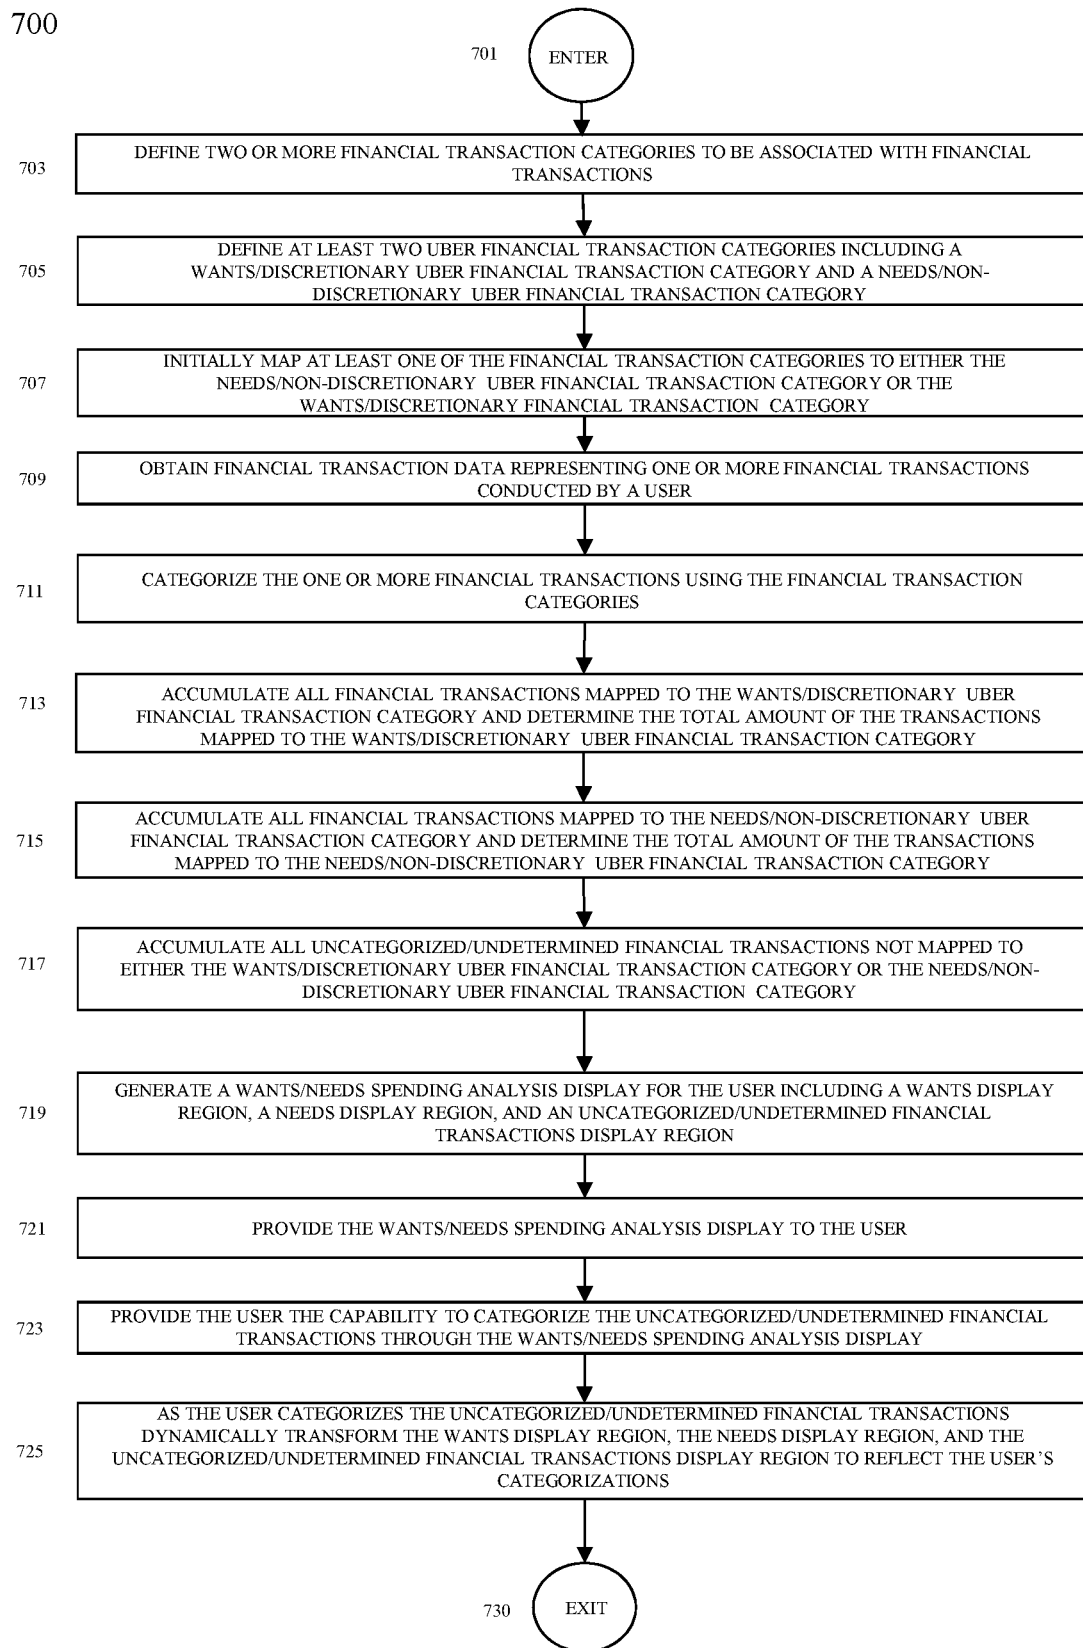 700
701
ENTER
703
DEFINE TWO OR MORE FINANCIAL TRANSACTION CATEGORIES TO BE ASSOCIATED WITH FINANCIAL
TRANSACTIONS
705
DEFINE AT LEAST TWO UBER FINANCIAL TRANSACTION CATEGORIES INCLUDING A
WANTS/DISCRETIONARY UBER FINANCIAL TRANSACTION CATEGORY AND A NEEDS/NON-
DISCRETIONARY UBER FINANCIAL TRANSACTION CATEGORY
707
INITIALLY MAP AT LEAST ONE OF THE FINANCIAL TRANSACTION CATEGORIES TO EITHER THE
NEEDS/NON-DISCRETIONARY UBER FINANCIAL TRANSACTION CATEGORY OR THE
WANTS/DISCRETIONARY FINANCIAL TRANSACTION CATEGORY
709
OBTAIN FINANCIAL TRANSACTION DATA REPRESENTING ONE OR MORE FINANCIAL TRANSACTIONS
CONDUCTED BY A USER
711
CATEGORIZE THE ONE OR MORE FINANCIAL TRANSACTIONS USING THE FINANCIAL TRANSACTION
CATEGORIES
713
ACCUMULATE ALL FINANCIAL TRANSACTIONS MAPPED TO THE WANTS/DISCRETIONARY UBER
FINANCIAL TRANSACTION CATEGORY AND DETERMINE THE TOTAL AMOUNT OF THE TRANSACTIONS
MAPPED TO THE WANTS/DISCRETIONARY UBER FINANCIAL TRANSACTION CATEGORY
715
ACCUMULATE ALL FINANCIAL TRANSACTIONS MAPPED TO THE NEEDS/NON-DISCRETIONARY UBER
FINANCIAL TRANSACTION CATEGORY AND DETERMINE THE TOTAL AMOUNT OF THE TRANSACTIONS
MAPPED TO THE NEEDS/NON-DISCRETIONARY UBER FINANCIAL TRANSACTION CATEGORY
717
ACCUMULATE ALL UNCATEGORIZED/UNDETERMINED FINANCIAL TRANSACTIONS NOT MAPPED TO
EITHER THE WANTS/DISCRETIONARY UBER FINANCIAL TRANSACTION CATEGORY OR THE NEEDS/NON-
DISCRETIONARY UBER FINANCIAL TRANSACTION CATEGORY
719
GENERATE A WANTS/NEEDS SPENDING ANALYSIS DISPLAY FOR THE USER INCLUDING A WANTS DISPLAY
REGION, A NEEDS DISPLAY REGION, AND AN UNCATEGORIZED/UNDETERMINED FINANCIAL
TRANSACTIONS DISPLAY REGION
721
PROVIDE THE WANTS/NEEDS SPENDING ANALYSIS DISPLAY TO THE USER
723
PROVIDE THE USER THE CAPABILITY TO CATEGORIZE THE UNCATEGORIZED/UNDETERMINED FINANCIAL
TRANSACTIONS THROUGH THE WANTS/NEEDS SPENDING ANALYSIS DISPLAY
725
AS THE USER CATEGORIZES THE UNCATEGORIZED/UNDETERMINED FINANCIAL TRANSACTIONS
DYNAMICALLY TRANSFORM THE WANTS DISPLAY REGION, THE NEEDS DISPLAY REGION, AND THE
UNCATEGORIZED/UNDETERMINED FINANCIAL TRANSACTIONS DISPLAY REGION TO REFLECT THE USER'S
CATEGORIZATIONS
730
EXIT